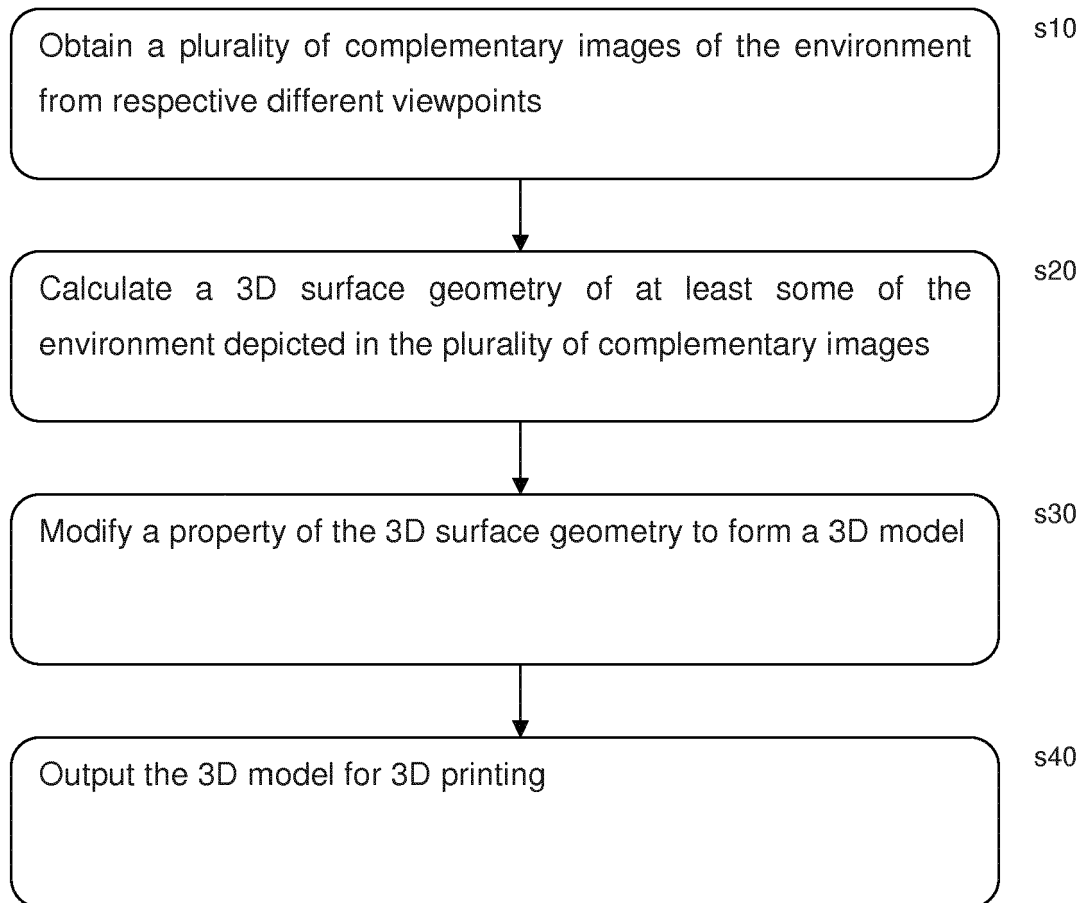 Obtain a plurality of complementary images of the environment
from respective different viewpoints
s10
Calculate a 3D surface geometry of at least some of the
environment depicted in the plurality of complementary images
s20
Modify a property of the 3D surface geometry to form a 3D model
s30
Output the 3D model for 3D printing
s40